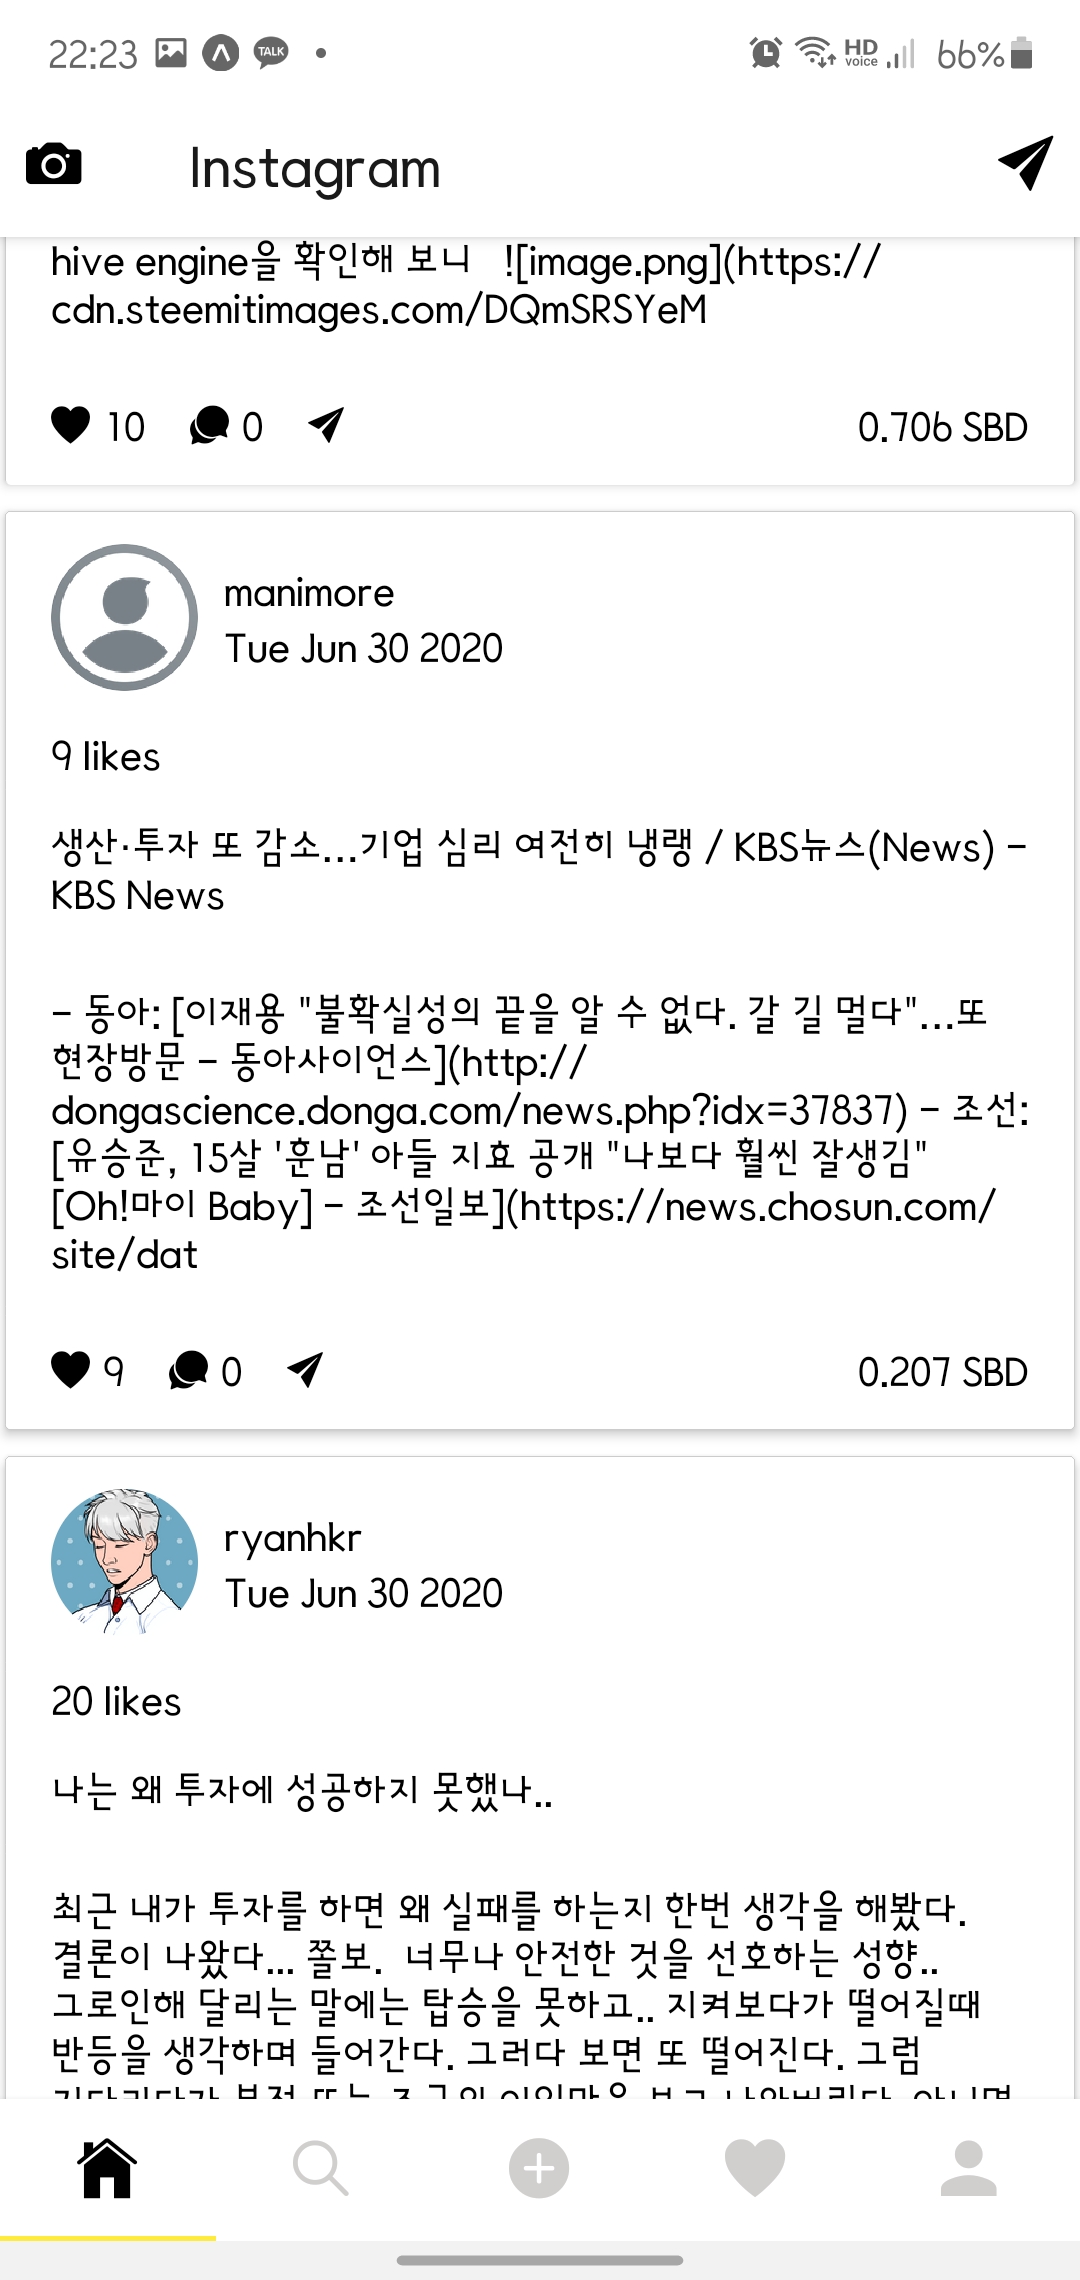 22:23 TALK HD voice 66%
Instagram
hive engine을 확인해 보니 ![image.png](https://
cdn.steemitimages.com/DQmSRSYeM
10 0 0.706 SBD
manimore
Tue Jun 30 2020
9 likes
생산·투자 또 감소...기업 심리 여전히 냉랭 / KBS뉴스(News) -
KBS News
- 동아: [이재용 "불확실성의 끝을 알 수 없다. 갈 길 멀다"...또
현장방문 - 동아사이언스](http://
dongascience.donga.com/news.php?idx=37837) - 조선:
[유승준, 15살 '훈남' 아들 지효 공개 "나보다 훨씬 잘생김"
[Oh!마이 Baby] - 조선일보](https://news.chosun.com/
site/dat
9 0 0.207 SBD
ryanhkr
Tue Jun 30 2020
20 likes
나는 왜 투자에 성공하지 못했나..
최근 내가 투자를 하면 왜 실패를 하는지 한번 생각을 해봤다.
결론이 나왔다... 쫄보. 너무나 안전한 것을 선호하는 성향..
그로인해 달리는 말에는 탑승을 못하고.. 지켜보다가 떨어질때
반등을 생각하며 들어간다. 그러다 보면 또 떨어진다. 그럼